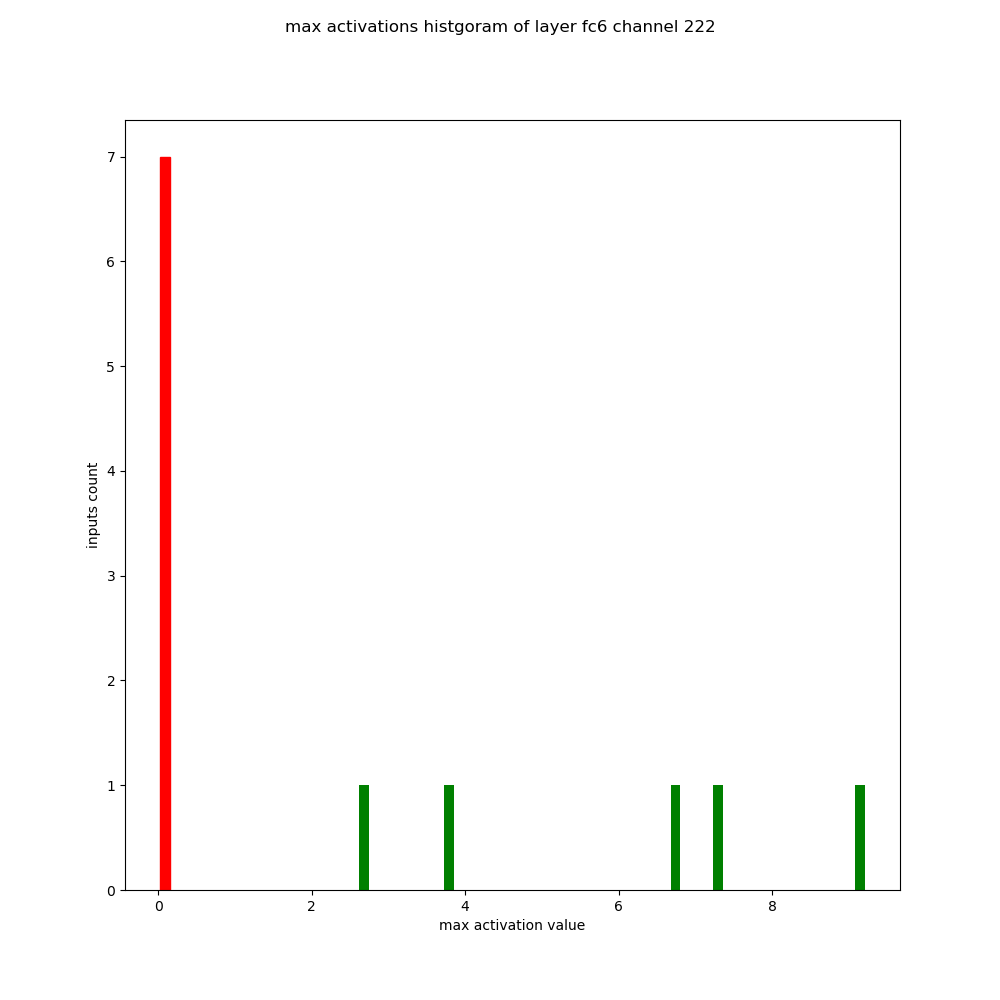 max activations histgoram of layer fc6 channel 222
7
6
5
4
3
2
1
0
inputs count
0 2 4 6 8
max activation value